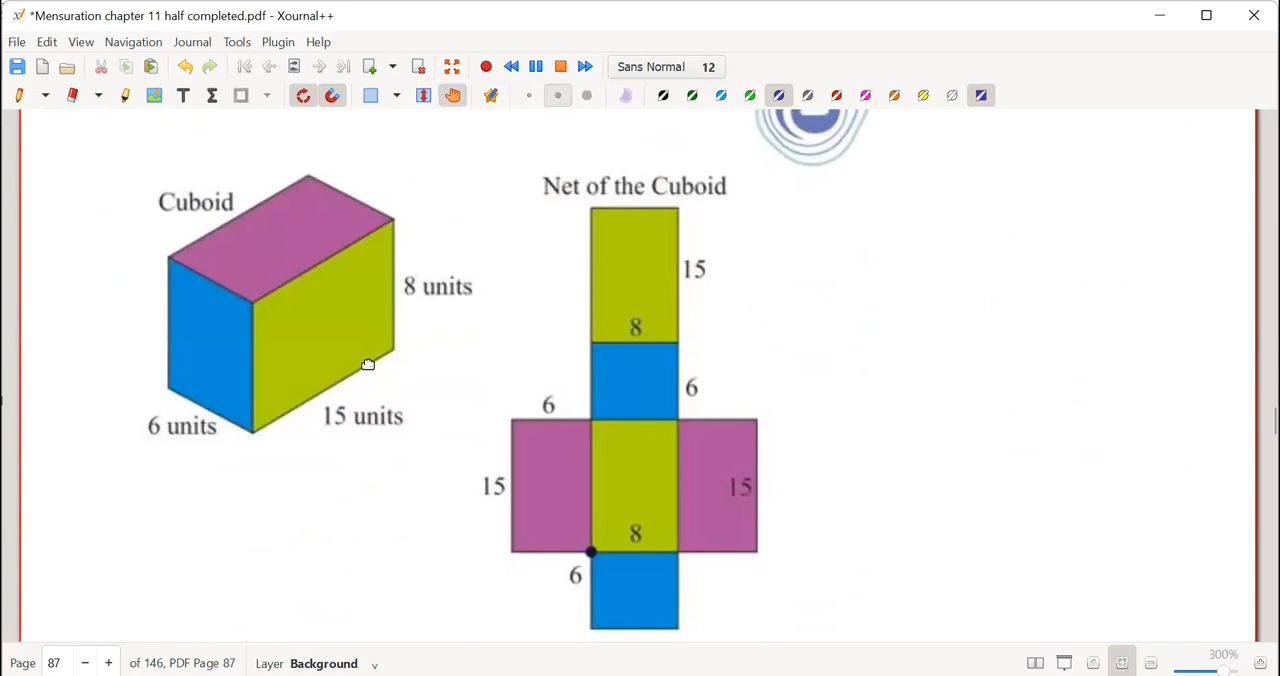 *Mensuration chapter 11 half completed.pdf - Xournal++
File Edit View Navigation Journal Tools Plugin Help
Sans Normal 12
Cuboid
8 units
6 units
15 units
Net of the Cuboid
15
8
6
6
15
15
8
6
Page 87 of 146, PDF Page 87
Layer Background
300%